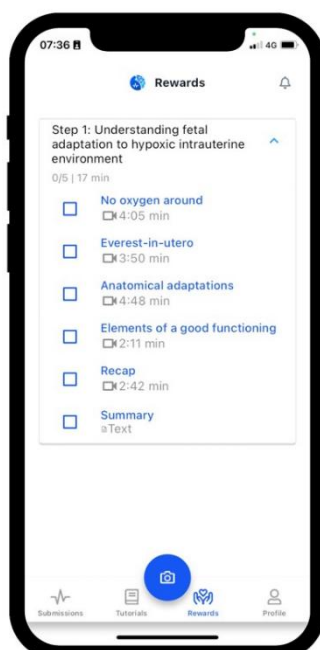 07:36
4G
Rewards
Step 1: Understanding fetal
adaptation to hypoxic intrauterine
environment
0/5 | 17 min
No oxygen around
4:05 min
Everest-in-utero
3:50 min
Anatomical adaptations
4:48 min
Elements of a good functioning
2:11 min
Recap
2:42 min
Summary
Text
Submissions
Tutorials
Rewards
Profile